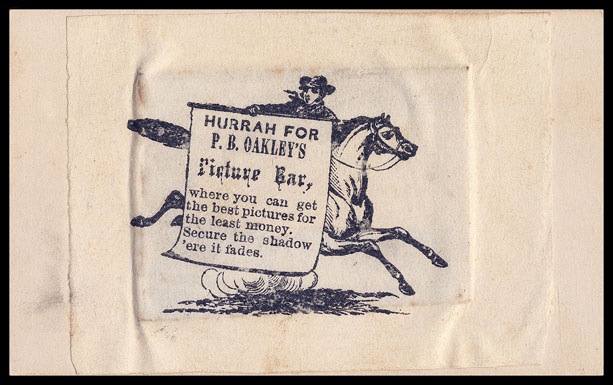 HURRAH FOR
P. B. OAKLEY'S
Picture Bar,
where you can get
the best pictures for
the least money.
Secure the shadow
'ere it fades.